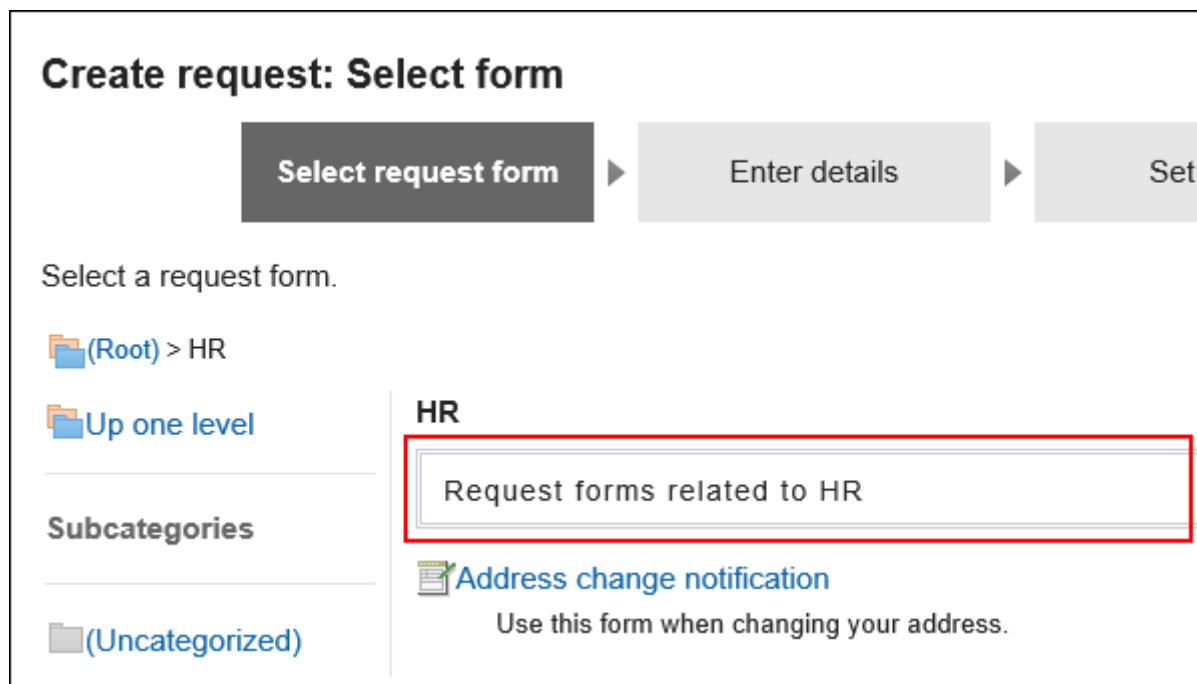 Create request: Select form
Select request form
Enter details
Set
Select a request form.
(Root) > HR
Up one level
Subcategories
(Uncategorized)
HR
Request forms related to HR
Address change notification
Use this form when changing your address.